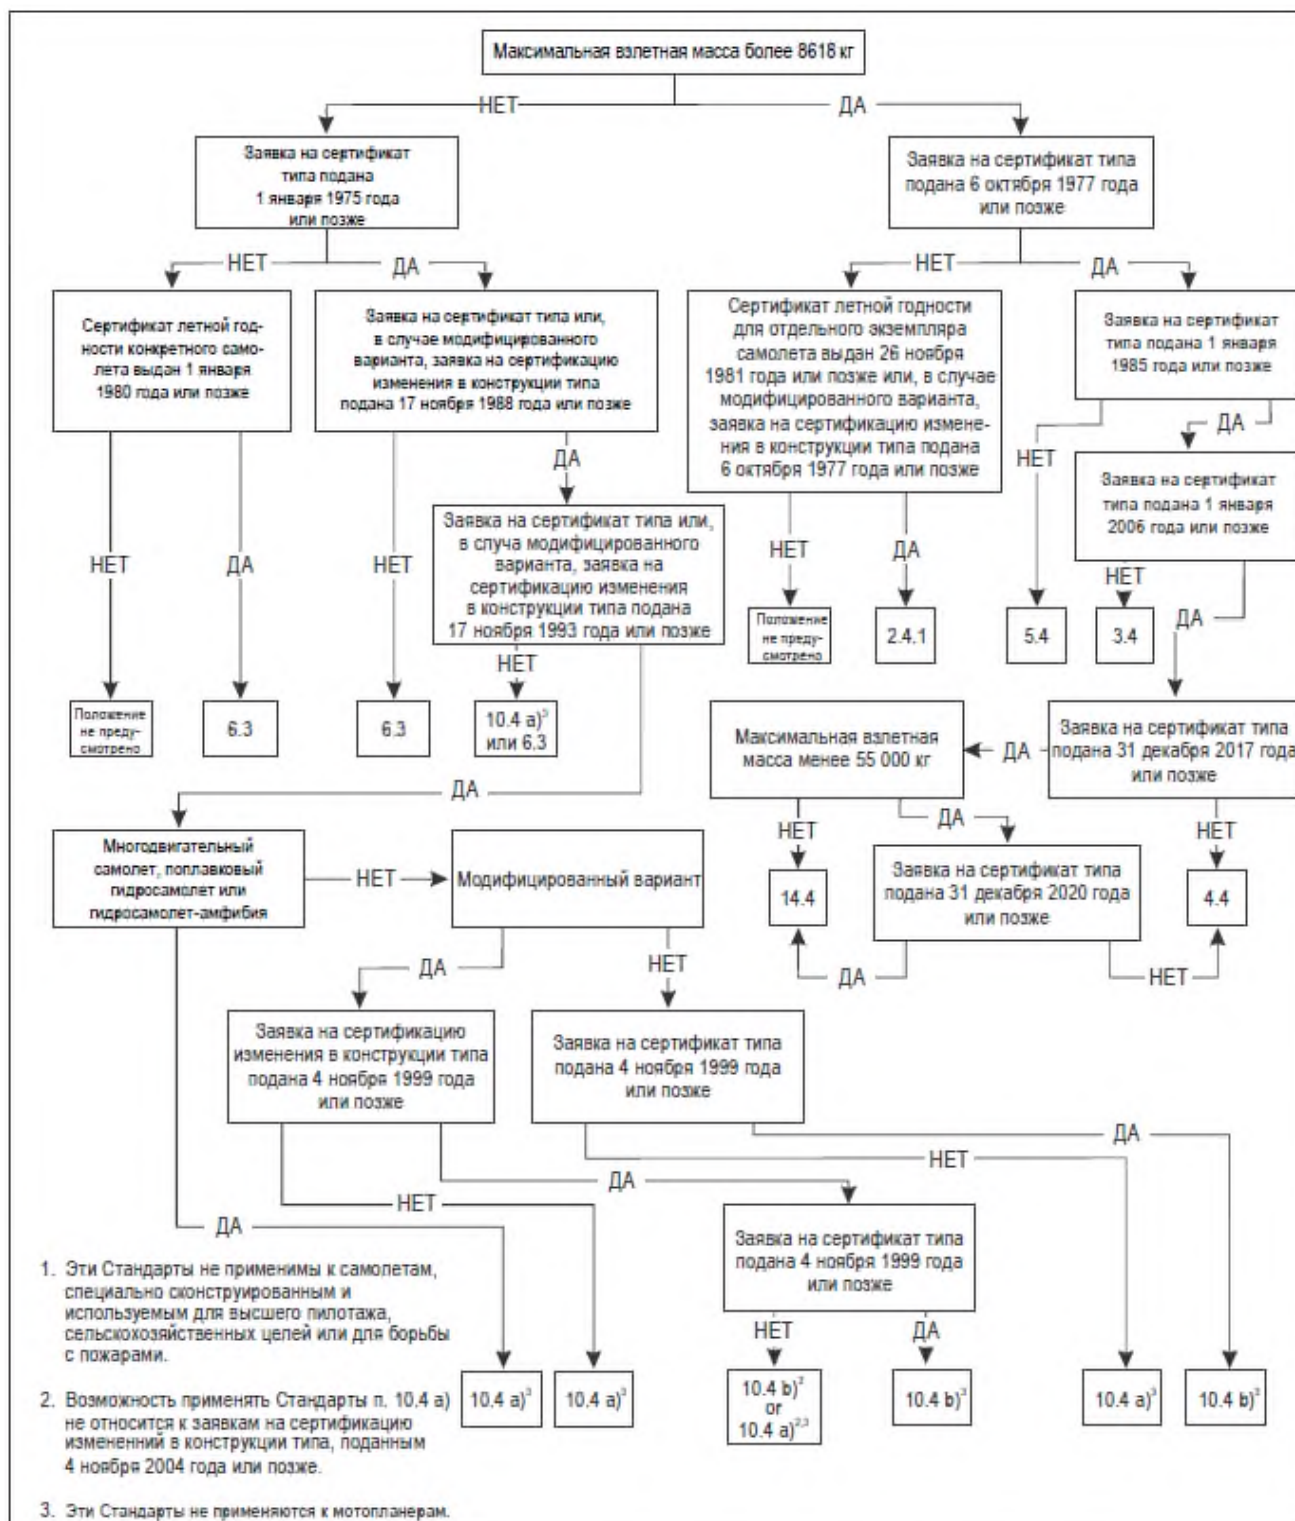 Максимальная взлетная масса более 8618 кг
НЕТ
ДА
Заявка на сертификат
типа подана
1 января 1975 года
или позже
Заявка на сертификат типа
подана 6 октября 1977 года
или позже
НЕТ
ДА
НЕТ
ДА
Сертификат летной год-
ности конкретного само-
лета выдан 1 января
1980 года или позже
Заявка на сертификат типа или,
в случае модифицированного
варианта, заявка на сертификацию
изменения в конструкции типа
подана 17 ноября 1988 года или позже
Сертификат летной годности
для отдельного экземпляра
самолета выдан 26 ноября
1981 года или позже или, в случае
модифицированного варианта,
заявка на сертификацию измене-
ния в конструкции типа подана
6 октября 1977 года или позже
Заявка на сертификат
типа подана 1 января
1985 года или позже
ДА
НЕТ
ДА
Заявка на сертификат
типа подана 1 января
2006 года или позже
Заявка на сертификат типа или,
в случа модифицированного
варианта, заявка на
сертификацию изменения
в конструкции типа подана
17 ноября 1993 года или позже
НЕТ
ДА
НЕТ
НЕТ
ДА
НЕТ
ДА
Положение
не преду-
смотрено
2.4.1
5.4
3.4
НЕТ
Положение
не преду-
смотрено
6.3
6.3
10.4 а)³
или 6.3
Максимальная взлетная
масса менее 55 000 кг
ДА
Заявка на сертификат типа
подана 31 декабря 2017 года
или позже
ДА
НЕТ
ДА
НЕТ
Многодвигательный
самолет, поплавковый
гидросамолет или
гидросамолет-амфибия
НЕТ
Модифицированный вариант
14.4
Заявка на сертификат типа
подана 31 декабря 2020 года
или позже
4.4
ДА
НЕТ
ДА
НЕТ
Заявка на сертификацию
изменения в конструкции типа
подана 4 ноября 1999 года
или позже
Заявка на сертификат типа
подана 4 ноября 1999 года
или позже
ДА
НЕТ
ДА
НЕТ
ДА
Заявка на сертификат типа
подана 4 ноября 1999 года
или позже
НЕТ
ДА
1. Эти Стандарты не применимы к самолетам,
специально сконструированным и
используемым для высшего пилотажа,
сельскохозяйственных целей или для борьбы
с пожарами.
2. Возможность применять Стандарты п. 10.4 а)
не относится к заявкам на сертификацию
измененний в конструкции типа, поданным
4 ноября 2004 года или позже.
3. Эти Стандарты не применяются к мотопланерам.
10.4 а)³
10.4 а)³
10.4 b)²
or
10.4 а)²,³
10.4 b)³
10.4 а)³
10.4 b)³